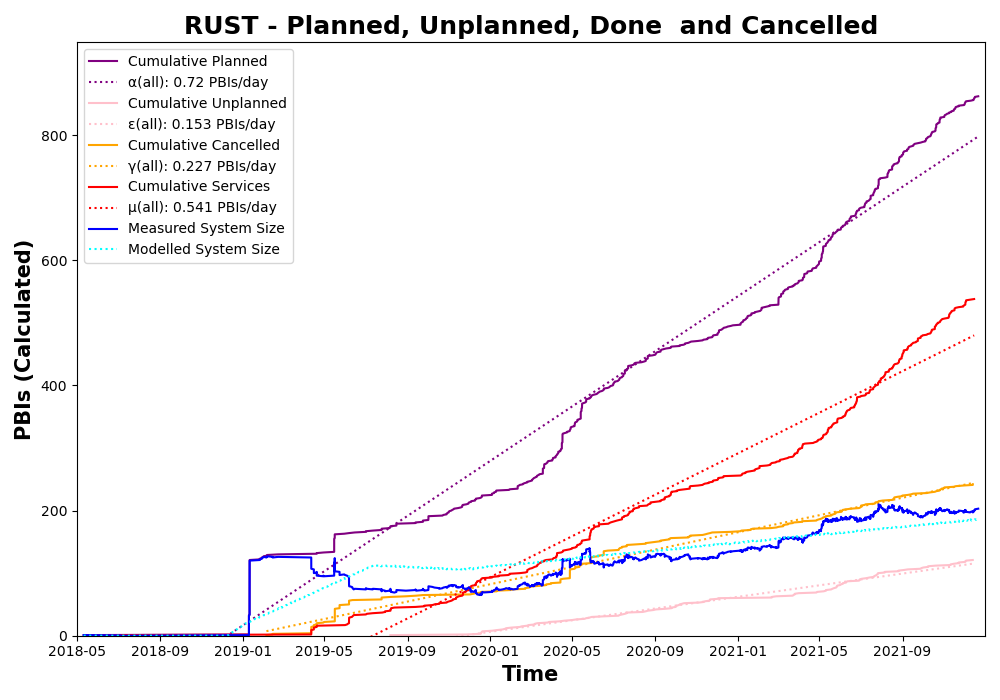 RUST - Planned, Unplanned, Done  and Cancelled
Cumulative Planned
α(all): 0.72 PBIs/day
Cumulative Unplanned
ε(all): 0.153 PBIs/day
Cumulative Cancelled
γ(all): 0.227 PBIs/day
Cumulative Services
μ(all): 0.541 PBIs/day
Measured System Size
Modelled System Size
PBIs (Calculated)
800
600
400
200
0
2018-05 2018-09 2019-01 2019-05 2019-09 2020-01 2020-05 2020-09 2021-01 2021-05 2021-09
Time